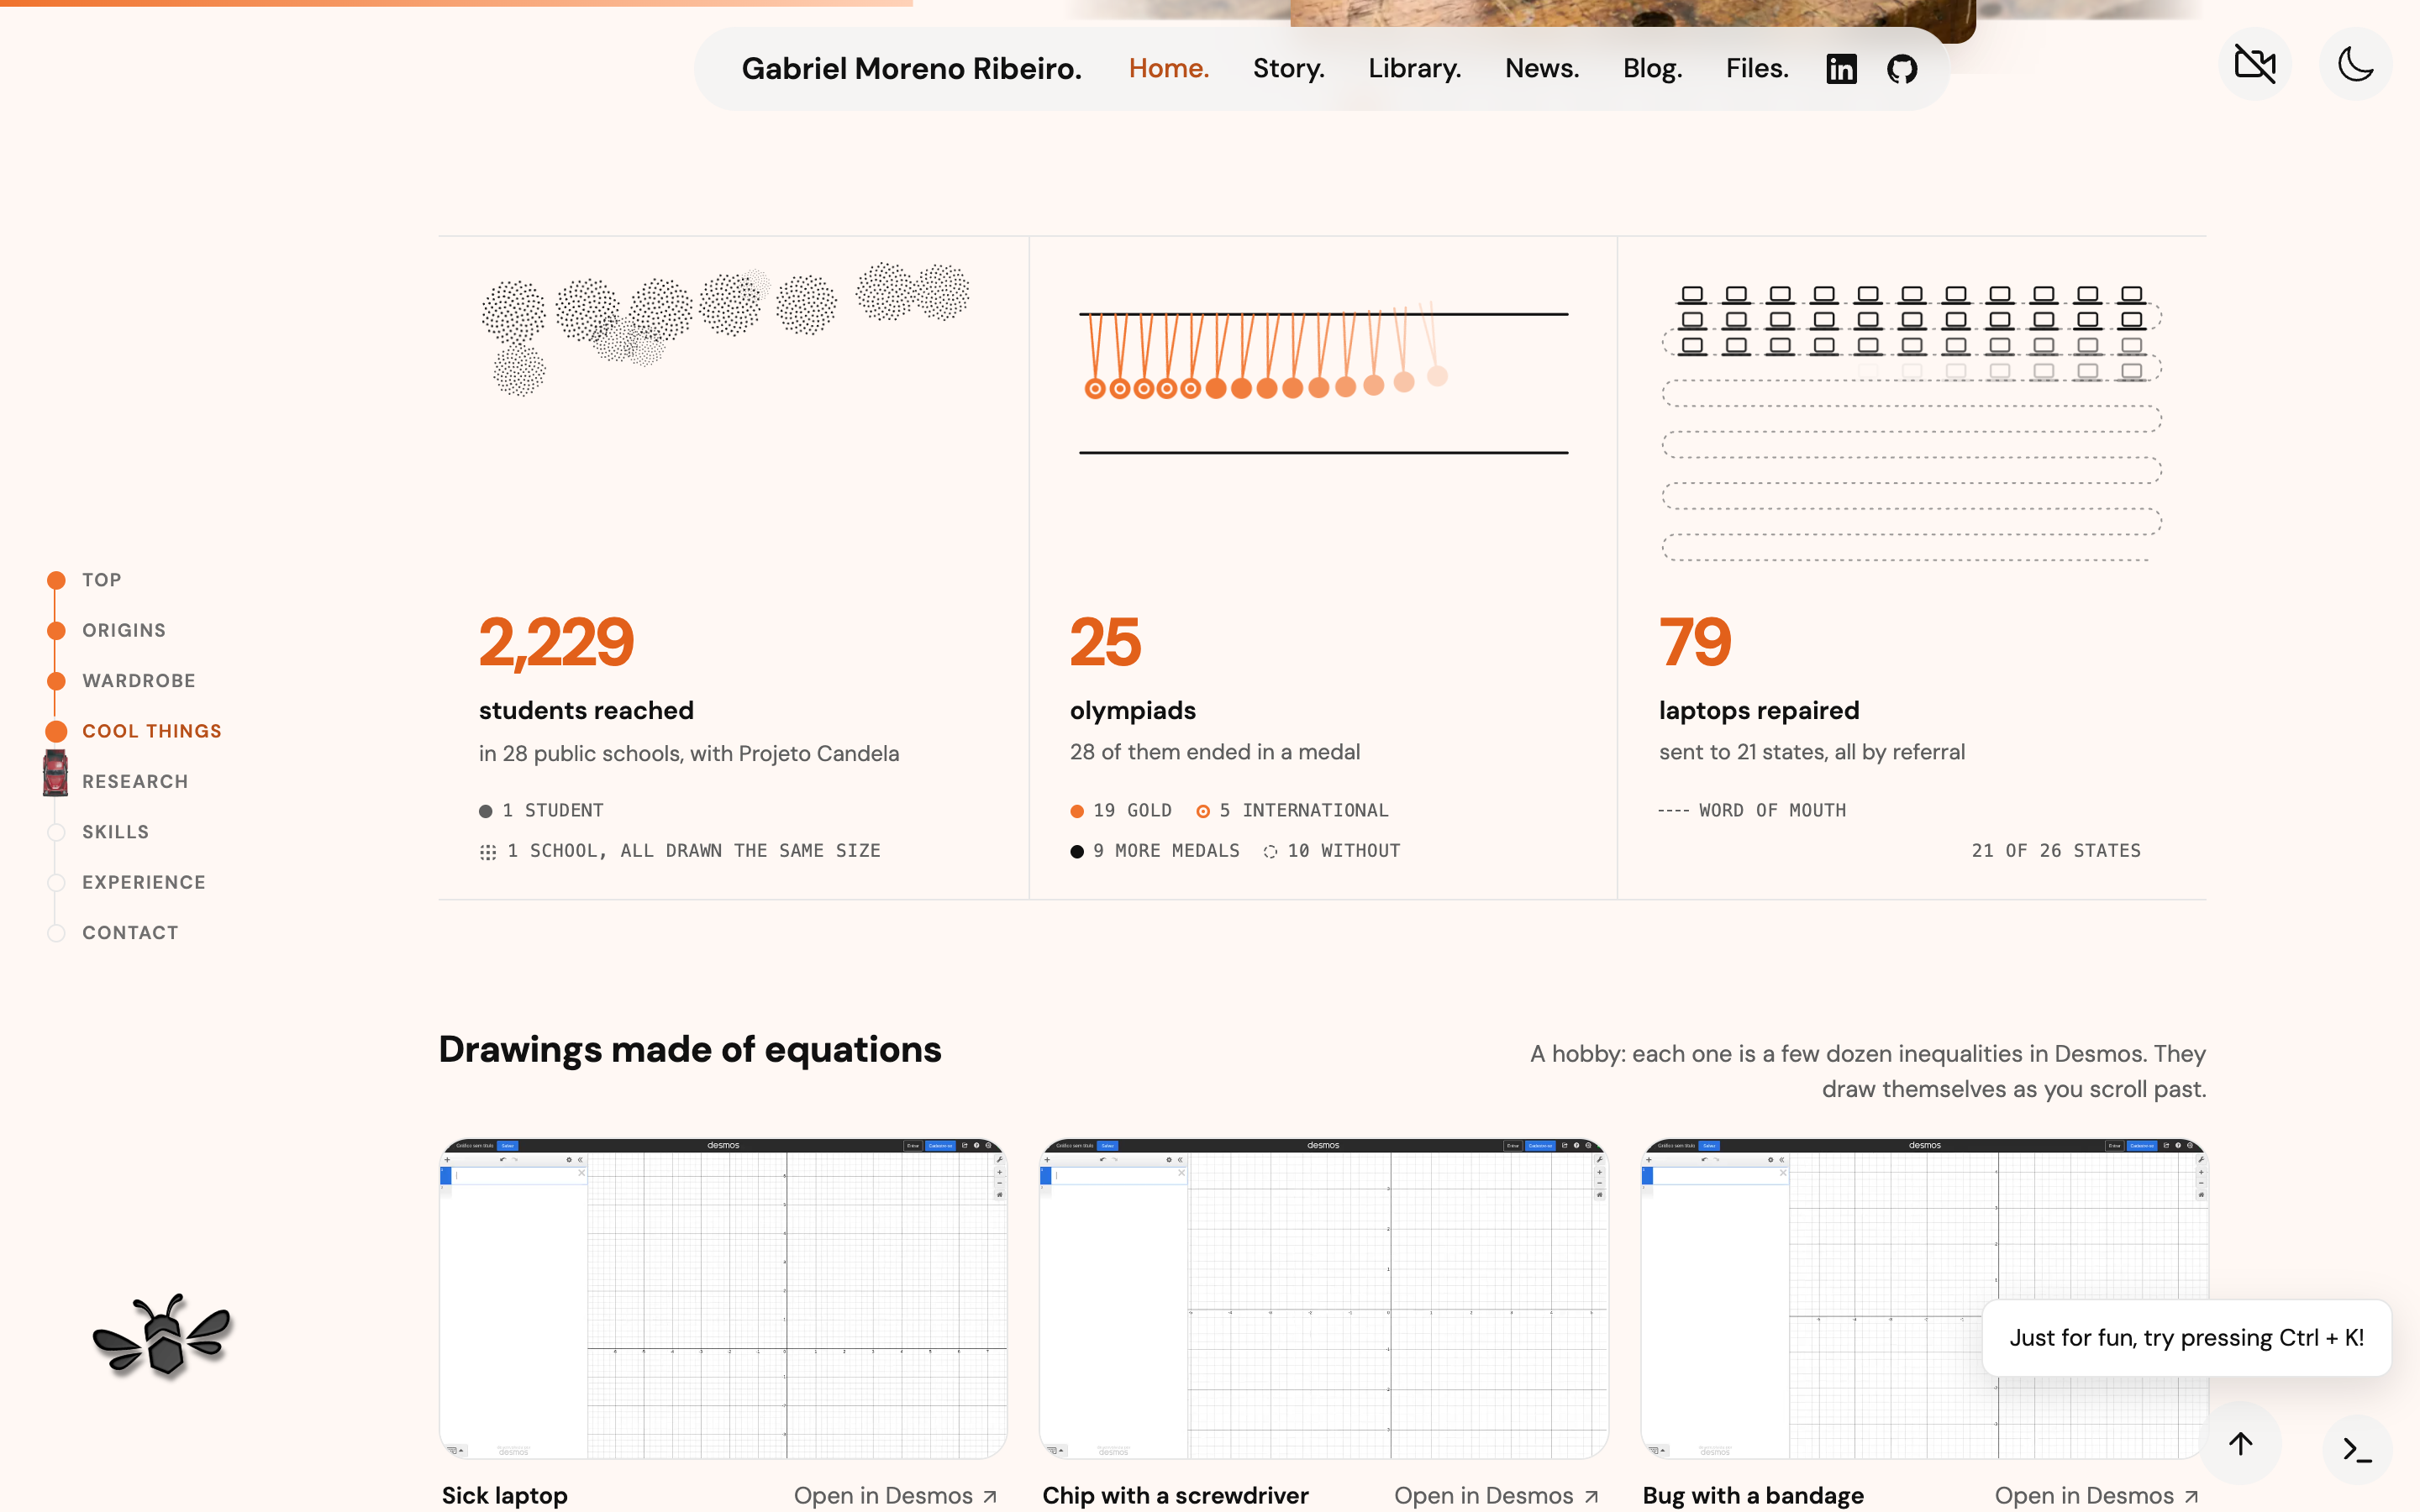 Gabriel Moreno Ribeiro. Home. Story. Library. News. Blog. Files.
TOP
ORIGINS
WARDROBE
COOL THINGS
RESEARCH
SKILLS
EXPERIENCE
CONTACT
2,229
students reached
in 28 public schools, with Projeto Candela
1 STUDENT
1 SCHOOL, ALL DRAWN THE SAME SIZE
25
olympiads
28 of them ended in a medal
19 GOLD 5 INTERNATIONAL
9 MORE MEDALS 10 WITHOUT
79
laptops repaired
sent to 21 states, all by referral
WORD OF MOUTH
21 OF 26 STATES
Drawings made of equations
A hobby: each one is a few dozen inequalities in Desmos. They
draw themselves as you scroll past.
desmos
desmos
desmos
desmos
desmos
desmos
Just for fun, try pressing Ctrl + K!
Sick laptop Open in Desmos
Chip with a screwdriver Open in Desmos
Bug with a bandage Open in Desmos